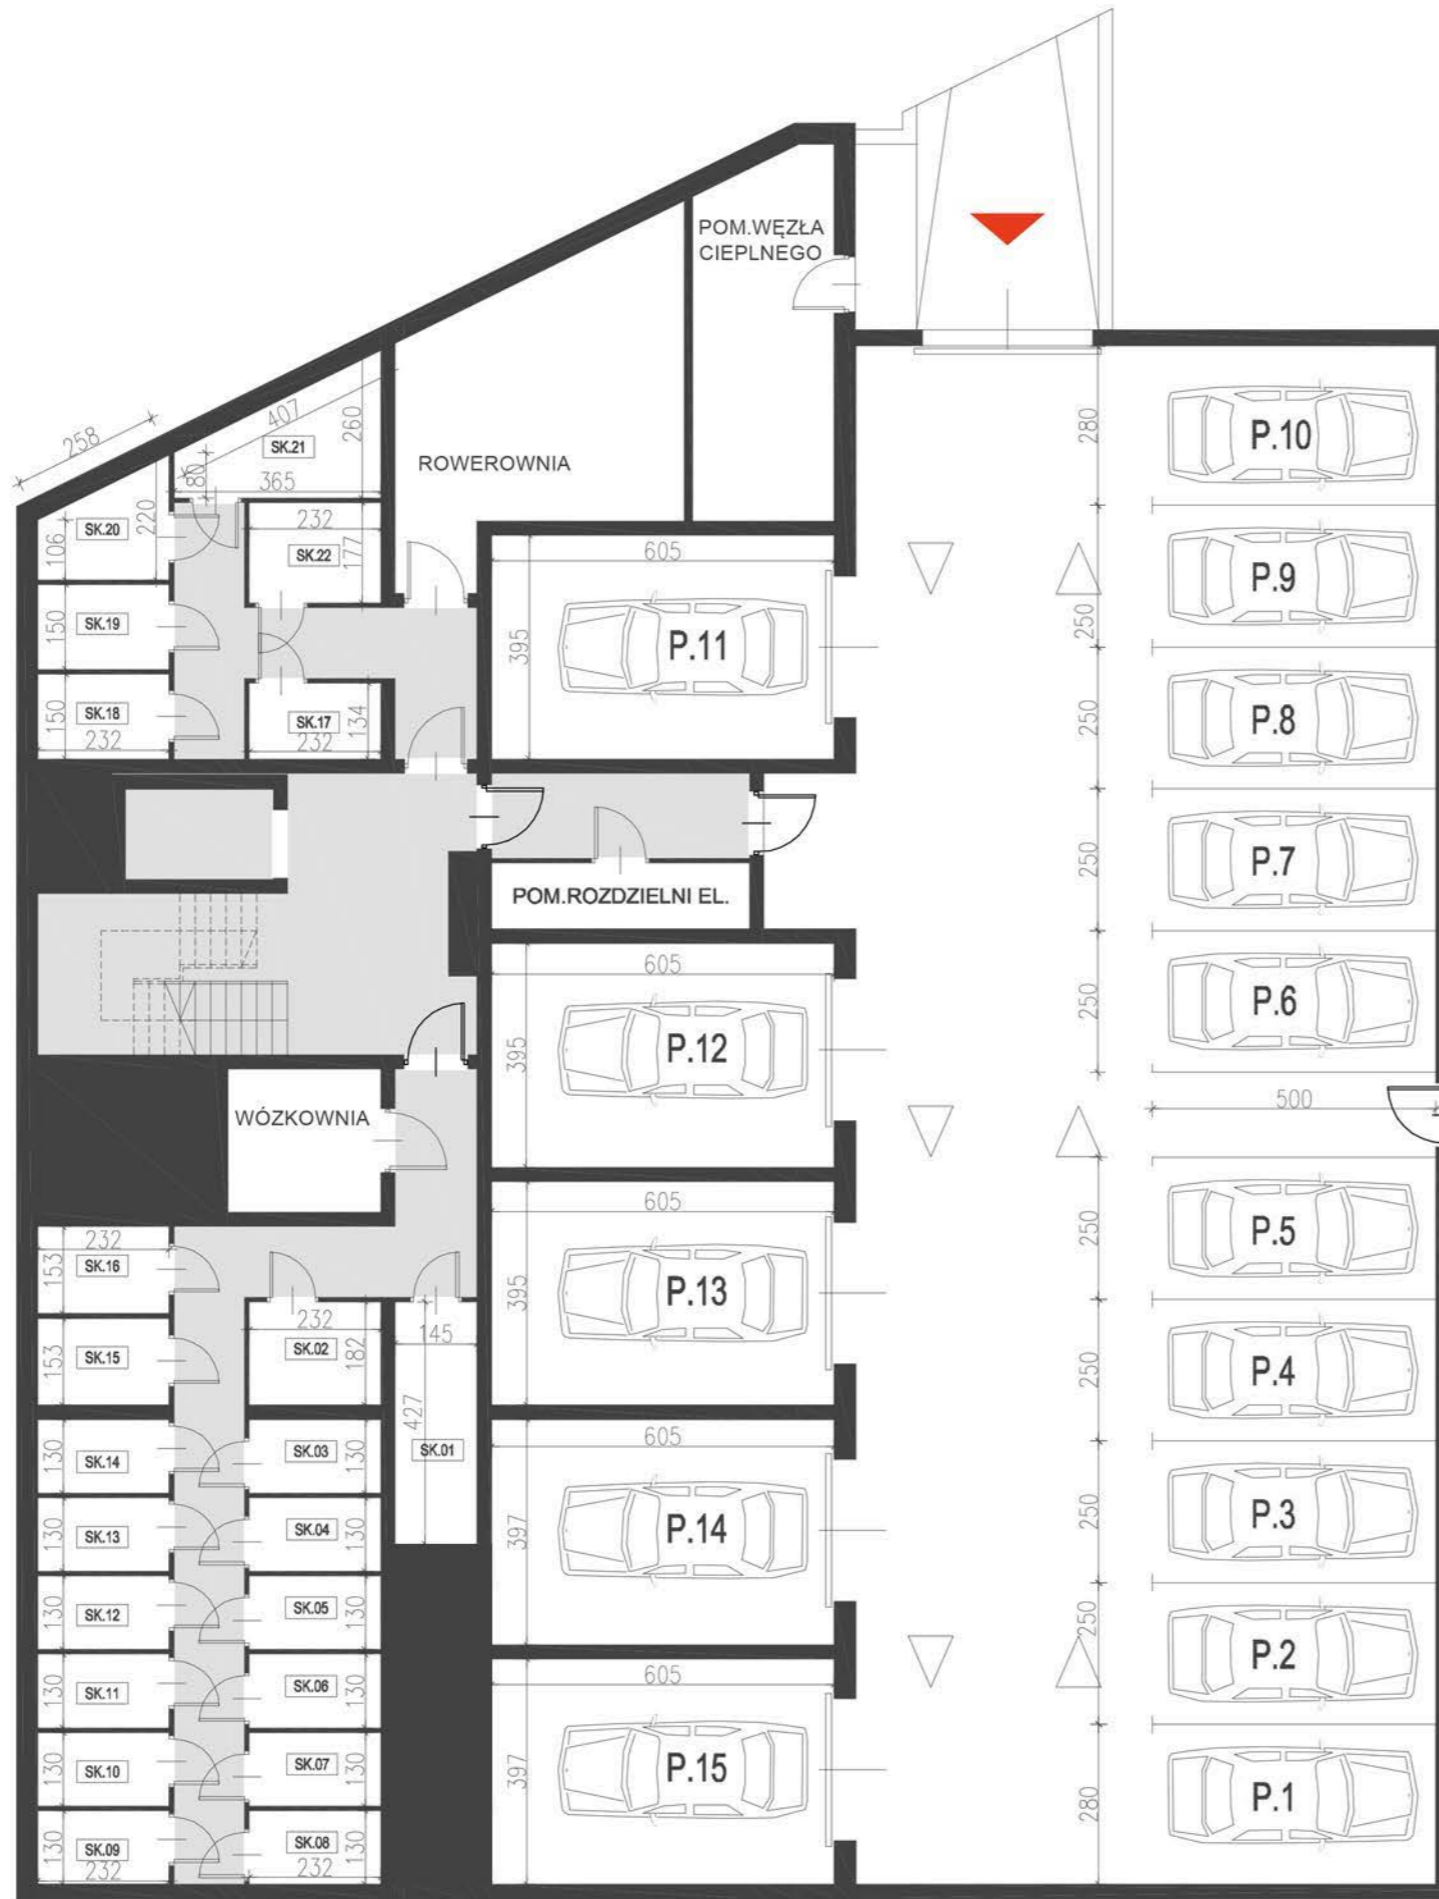 POM.WĘZŁA
CIEPLNEGO
258
407
260
SK.21
80
365
ROWEROWNIA
280
P.10
SK.20
220
106
232
SK.22
177
605
P.9
250
SK.19
150
395
P.11
SK.18
150
232
SK.17
134
232
250
P.8
250
P.7
POM.ROZDZIELNI EL.
605
250
P.6
395
P.12
500
WÓZKOWNIA
605
250
P.5
232
153
SK.16
395
P.13
232
SK.02
182
145
153
SK.15
250
P.4
427
SK.01
605
130
SK.14
SK.03
130
397
P.14
250
P.3
130
SK.13
SK.04
130
130
SK.12
SK.05
130
250
P.2
605
130
SK.11
SK.06
130
130
SK.10
SK.07
130
397
P.15
280
P.1
130
SK.09
232
SK.08
130
232